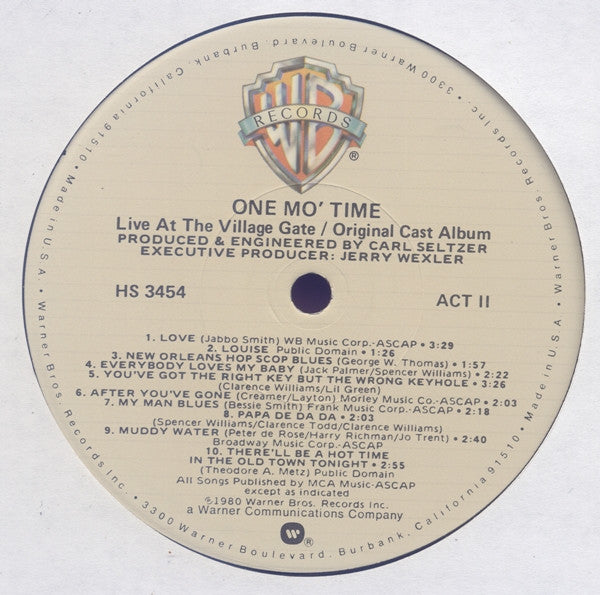 WB
RECORDS
®
ONE MO' TIME
Live At The Village Gate / Original Cast Album
PRODUCED & ENGINEERED BY CARL SELTZER
EXECUTIVE PRODUCER: JERRY WEXLER
HS 3454
ACT II
1. LOVE (Jabbo Smith) WB Music Corp.-ASCAP • 3:29
2. LOUISE Public Domain • 1:26
3. NEW ORLEANS HOP SCOP BLUES (George W. Thomas) • 1:57
4. EVERYBODY LOVES MY BABY (Jack Palmer/Spencer Williams) • 2:22
5. YOU'VE GOT THE RIGHT KEY BUT THE WRONG KEYHOLE • 3:26
(Clarence Williams/Lil Green)
6. AFTER YOU'VE GONE (Creamer/Layton) Morley Music Co.-ASCAP • 2:03
7. MY MAN BLUES (Bessie Smith) Frank Music Corp.-ASCAP • 2:18
8. PAPA DE DA DA • 2:03
(Spencer Williams/Clarence Todd/Clarence Williams)
9. MUDDY WATER (Peter de Rose/Harry Richman/Jo Trent) • 2:40
Broadway Music Corp.-ASCAP
10. THERE'LL BE A HOT TIME
IN THE OLD TOWN TONIGHT • 2:55
(Theodore A. Metz) Public Domain
All Songs Published by MCA Music-ASCAP
except as indicated
℗1980 Warner Bros. Records Inc.
a Warner Communications Company
®
Warner Bros. Records Inc. • 3300 Warner Boulevard, Burbank, California 91510 • Made in U.S.A. •
Warner Bros. Records Inc. • 3300 Warner Boulevard, Burbank, California 91510 • Made in U.S.A. •